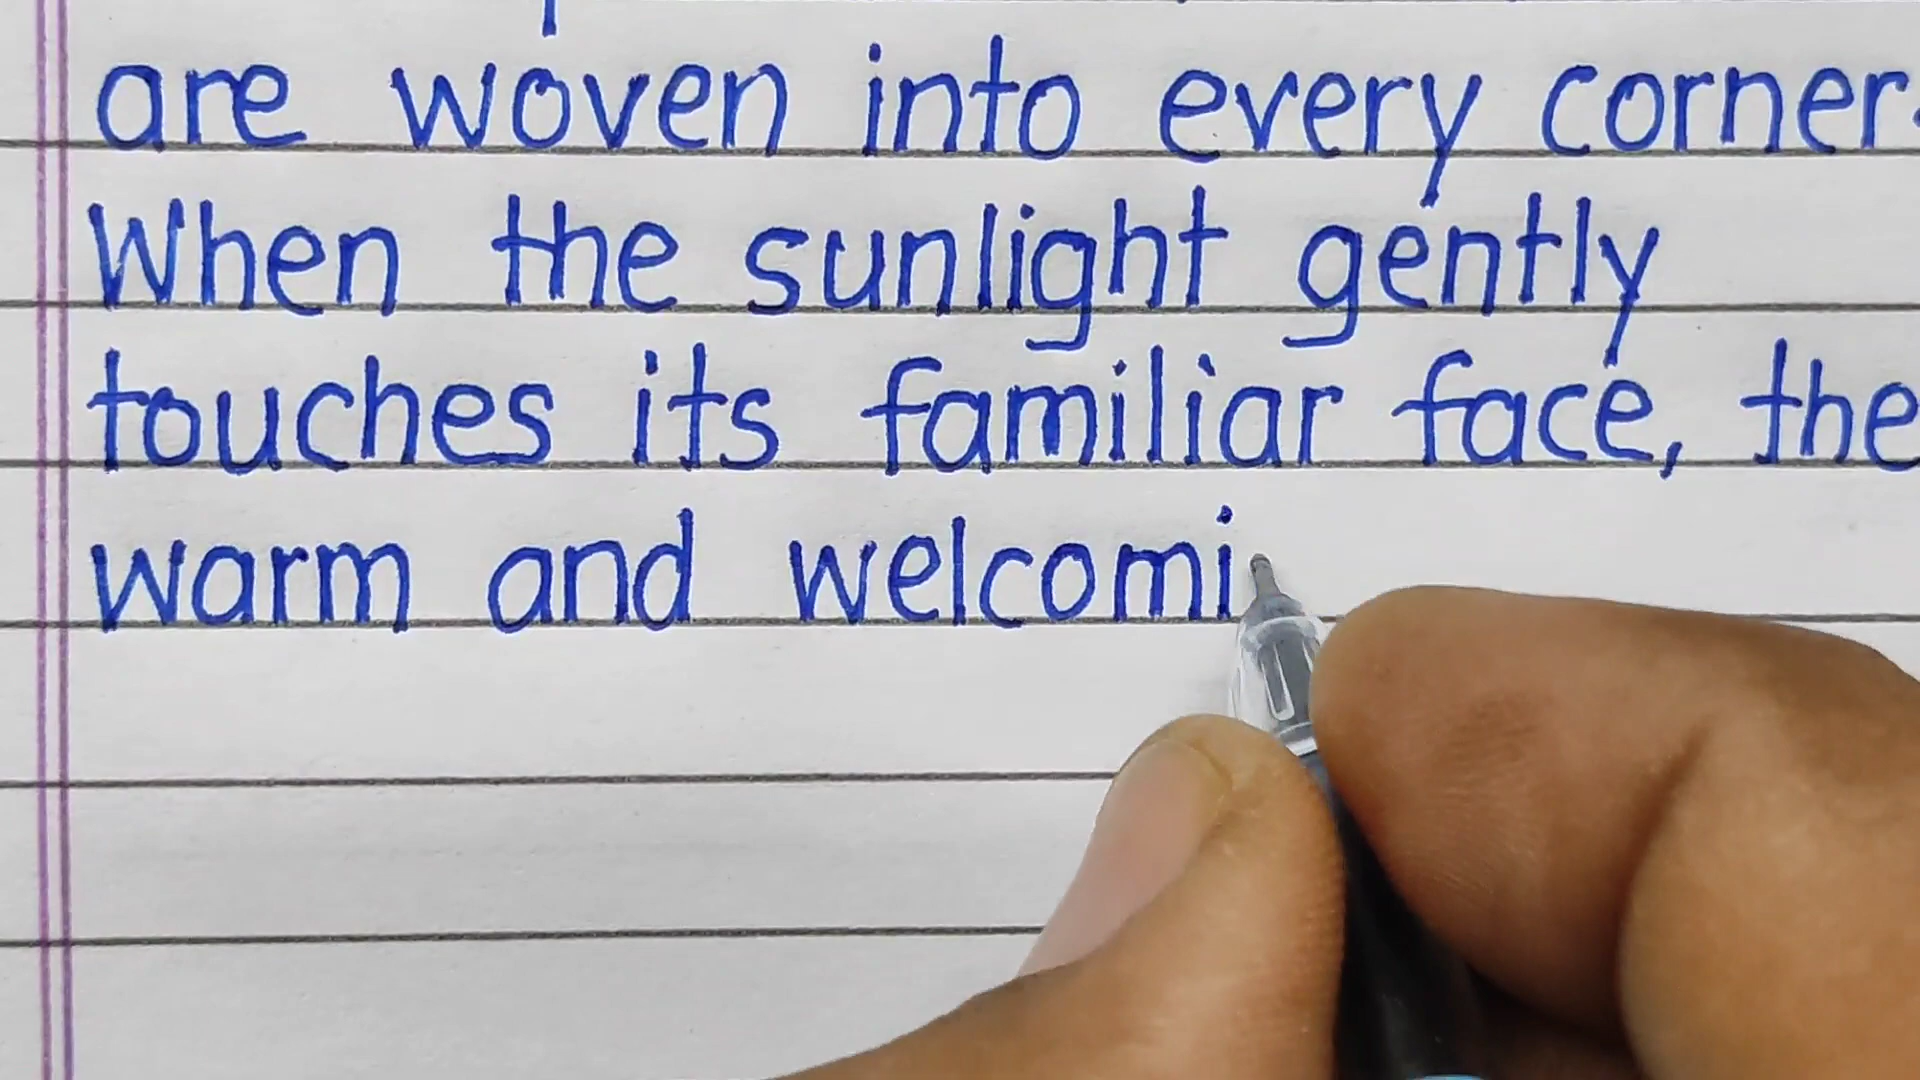 are woven into every corner.
When the sunlight gently
touches its familiar face, the
warm and welcomi